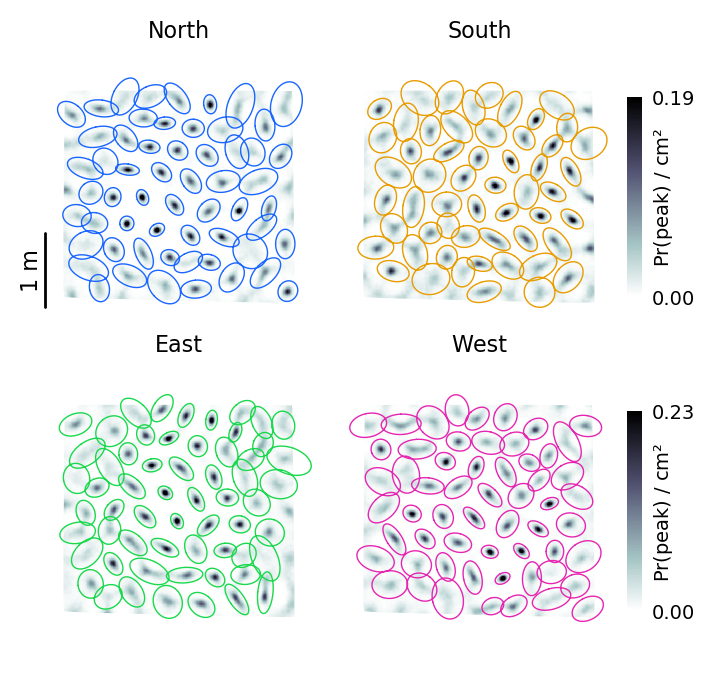 North
South
0.19
Pr(peak) / cm²
0.00
1 m
East
West
0.23
Pr(peak) / cm²
0.00